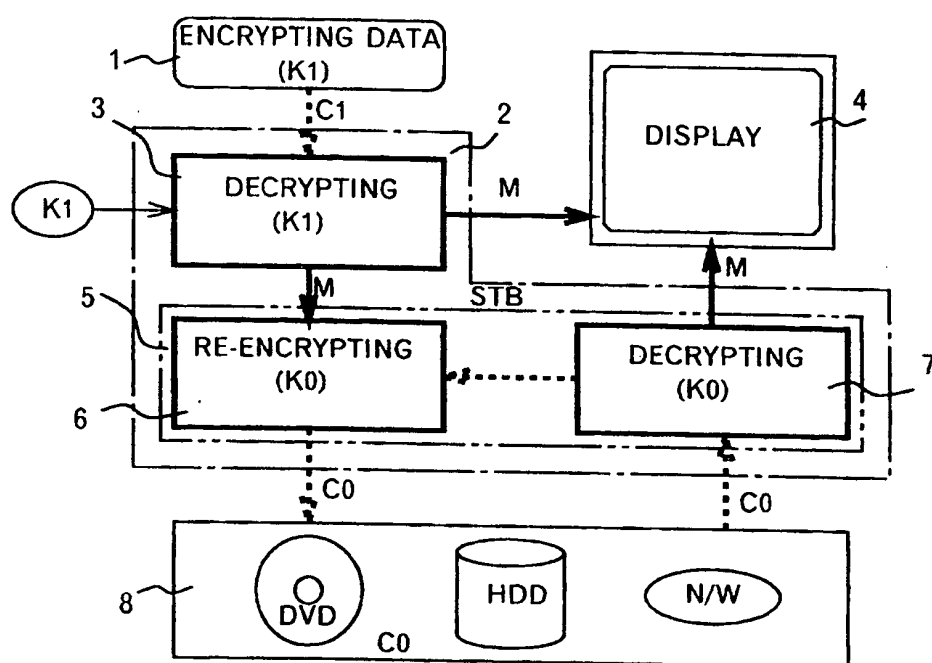 ENCRYPTING DATA
(K1)
1
C1
3
2
4
DISPLAY
DECRYPTING
(K1)
K1
M
M
M
STB
5
RE-ENCRYPTING
(K0)
6
DECRYPTING
(K0)
7
C0
C0
8
DVD
HDD
N/W
C0